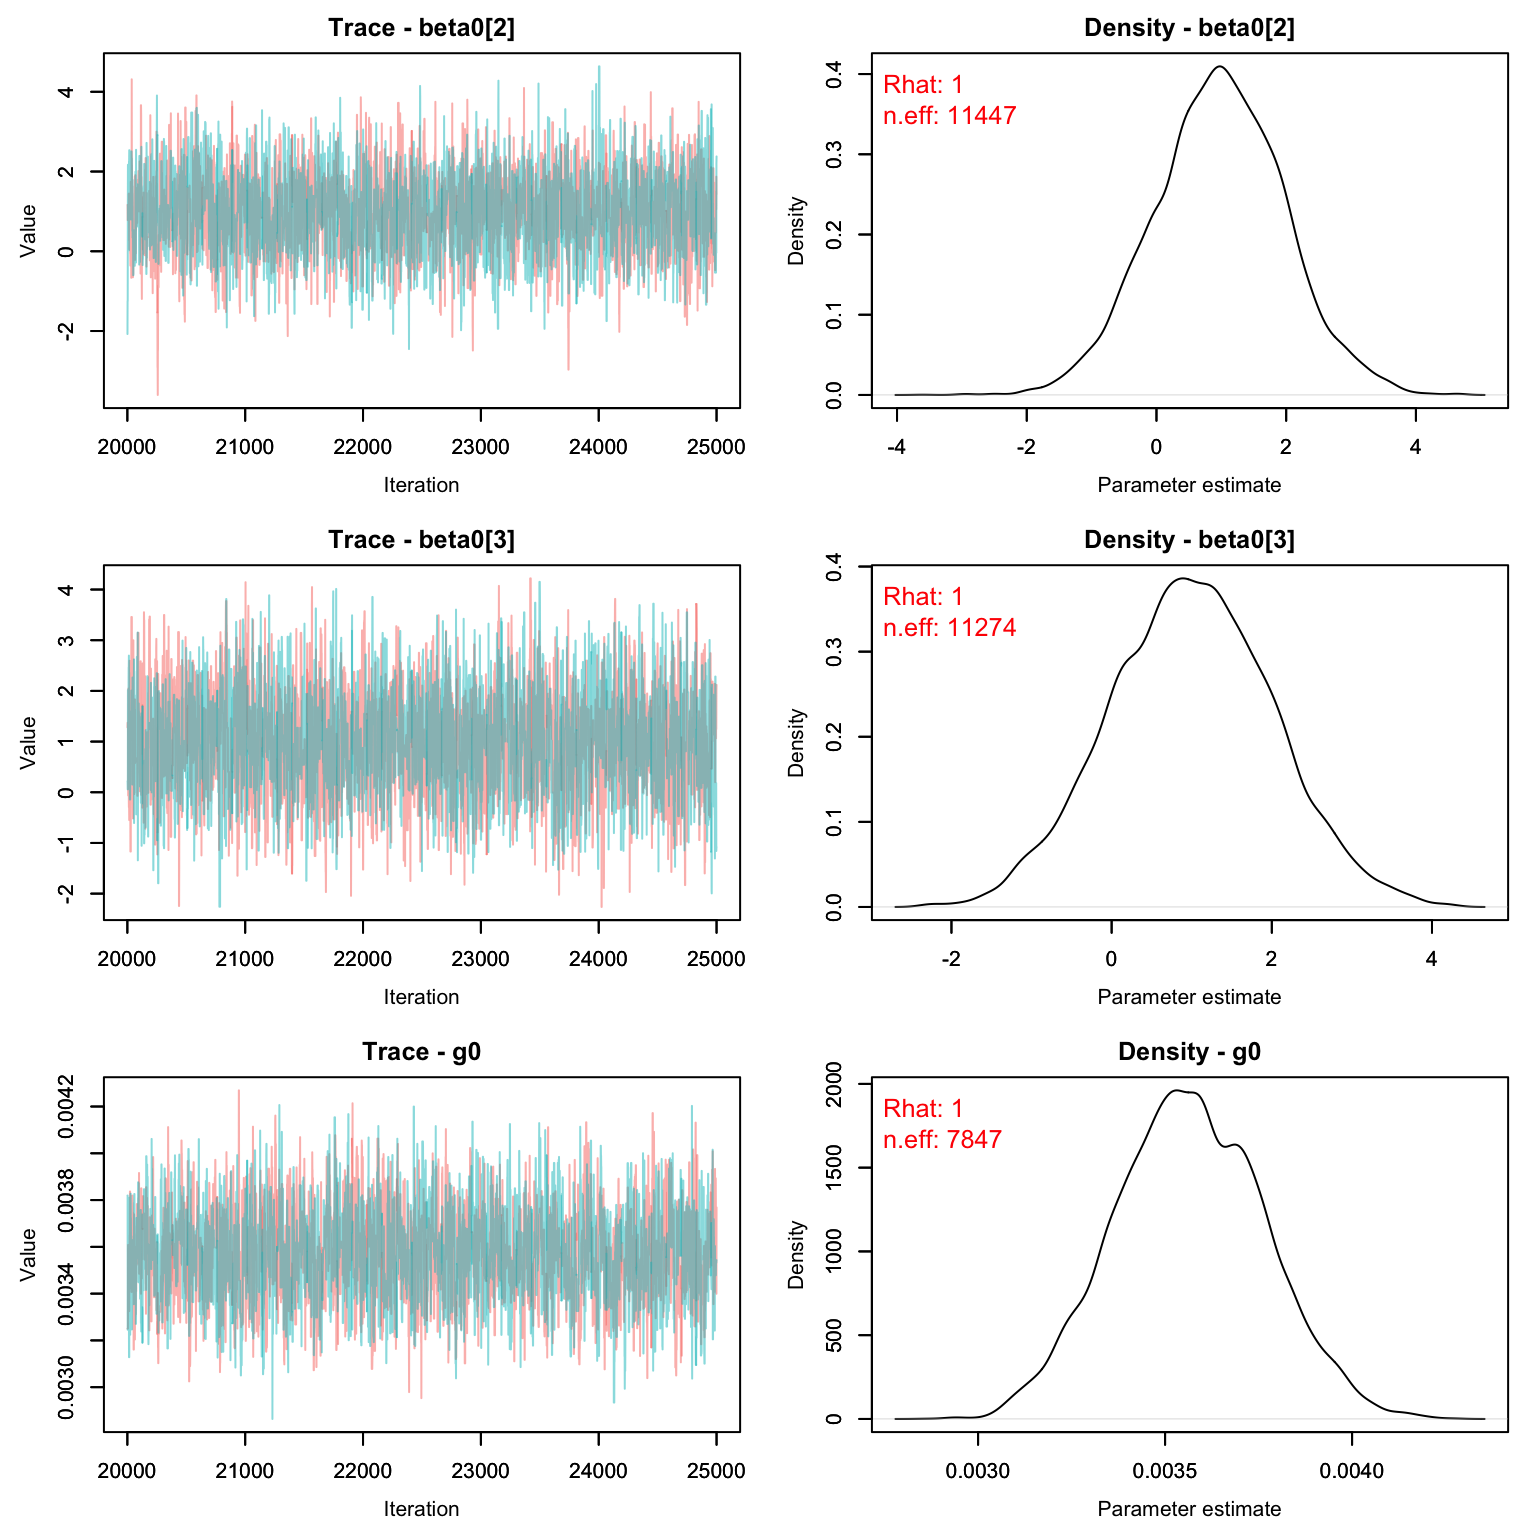 Trace - beta0[2]
Value
4
2
0
-2
20000 21000 22000 23000 24000 25000
Iteration
Density - beta0[2]
Rhat: 1
n.eff: 11447
Density
0.4
0.3
0.2
0.1
0.0
-4 -2 0 2 4
Parameter estimate
Trace - beta0[3]
Value
4
3
2
1
0
-1
-2
20000 21000 22000 23000 24000 25000
Iteration
Density - beta0[3]
Rhat: 1
n.eff: 11274
Density
0.4
0.3
0.2
0.1
0.0
-2 0 2 4
Parameter estimate
Trace - g0
Value
0.0042
0.0038
0.0034
0.0030
20000 21000 22000 23000 24000 25000
Iteration
Density - g0
Rhat: 1
n.eff: 7847
Density
2000
1500
1000
500
0
0.0030 0.0035 0.0040
Parameter estimate